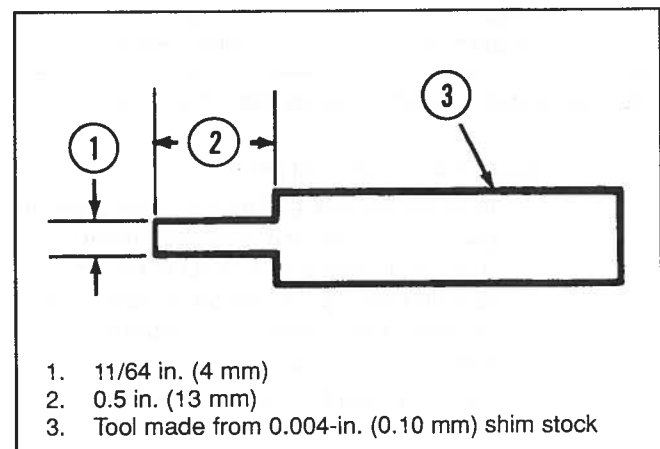 1
2
3
1. 11/64 in. (4 mm)
2. 0.5 in. (13 mm)
3. Tool made from 0.004-in. (0.10 mm) shim stock